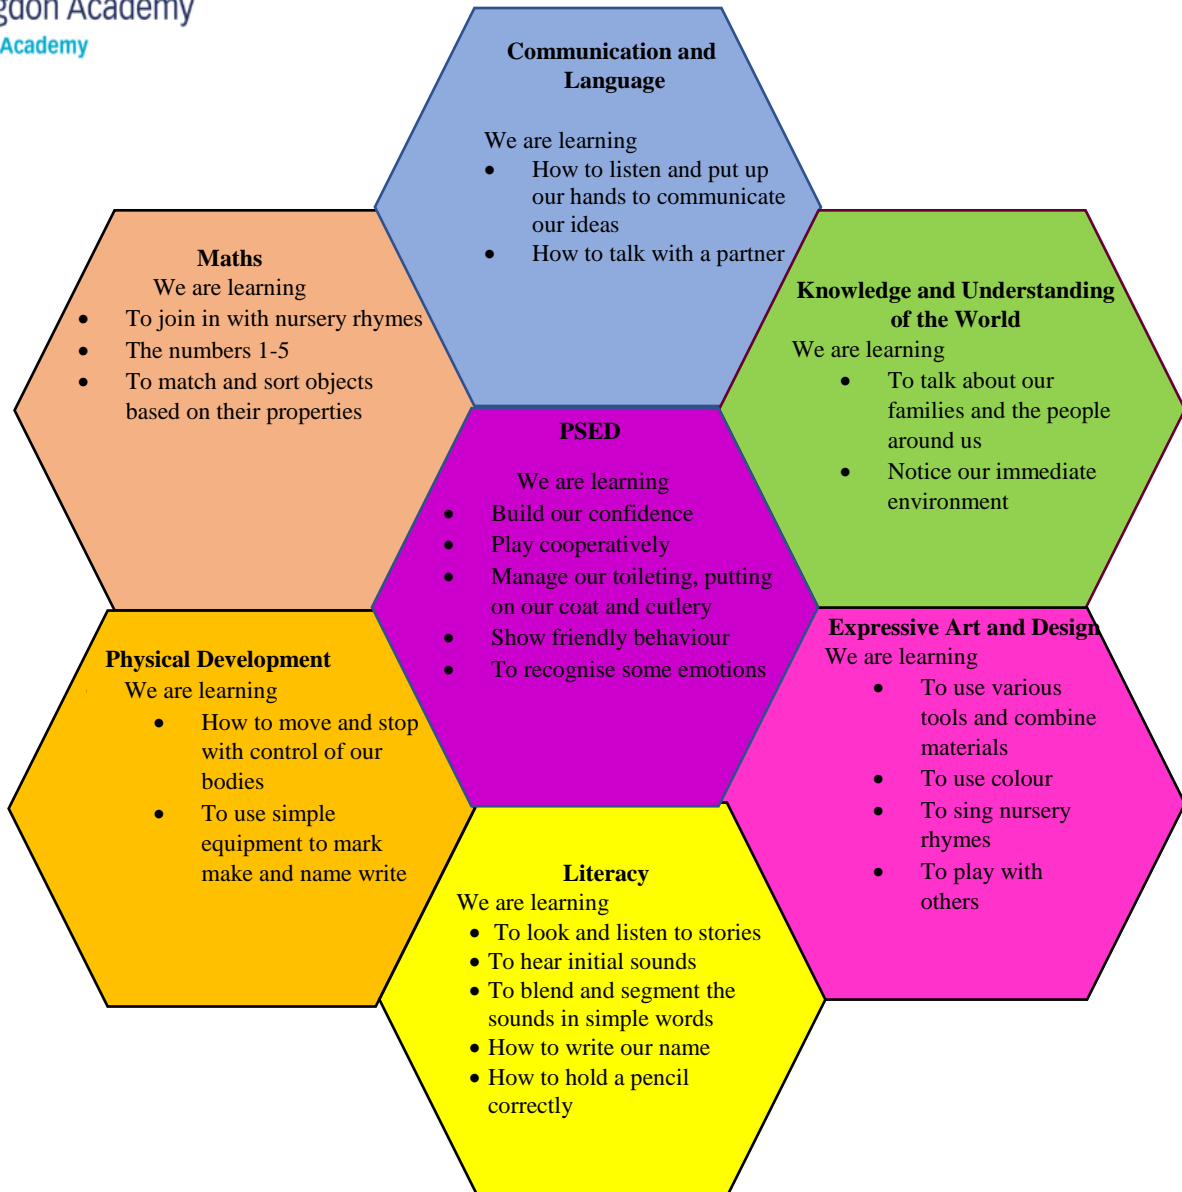 Academy
Academy
Communication and
Language
We are learning
• How to listen and put up
our hands to communicate
our ideas
• How to talk with a partner
Maths
We are learning
• To join in with nursery rhymes
• The numbers 1-5
• To match and sort objects
based on their properties
Knowledge and Understanding
of the World
We are learning
• To talk about our
families and the people
around us
• Notice our immediate
environment
PSED
We are learning
• Build our confidence
• Play cooperatively
• Manage our toileting, putting
on our coat and cutlery
• Show friendly behaviour
• To recognise some emotions
Physical Development
We are learning
• How to move and stop
with control of our
bodies
• To use simple
equipment to mark
make and name write
Expressive Art and Design
We are learning
• To use various
tools and combine
materials
• To use colour
• To sing nursery
rhymes
• To play with
others
Literacy
We are learning
• To look and listen to stories
• To hear initial sounds
• To blend and segment the
sounds in simple words
• How to write our name
• How to hold a pencil
correctly